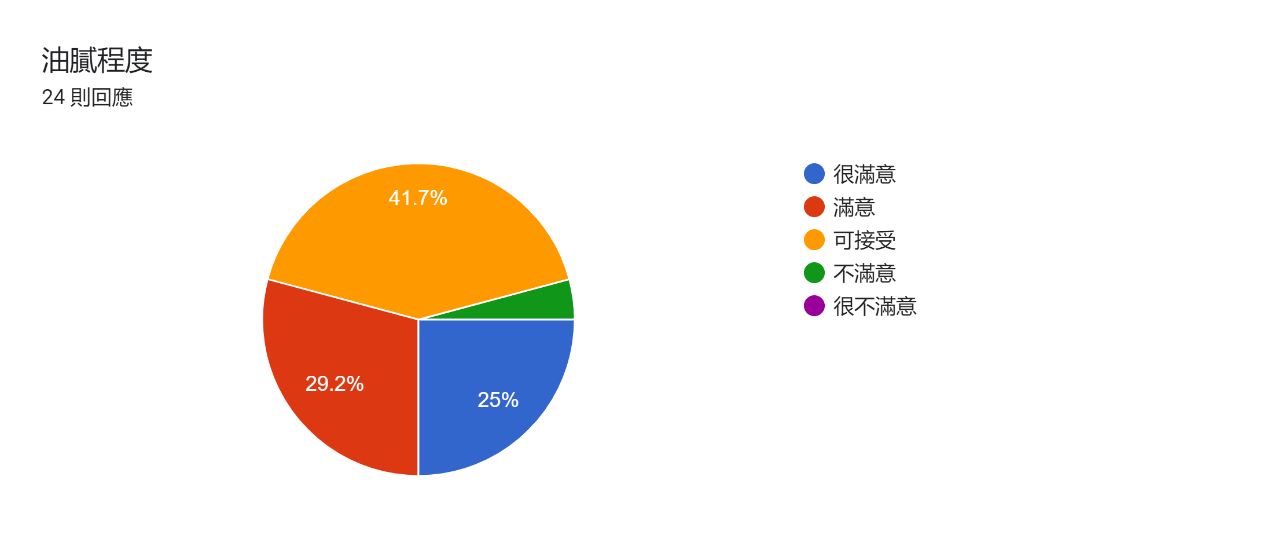 油膩程度
24 則回應
41.7%
29.2%
25%
很滿意
滿意
可接受
不滿意
很不滿意